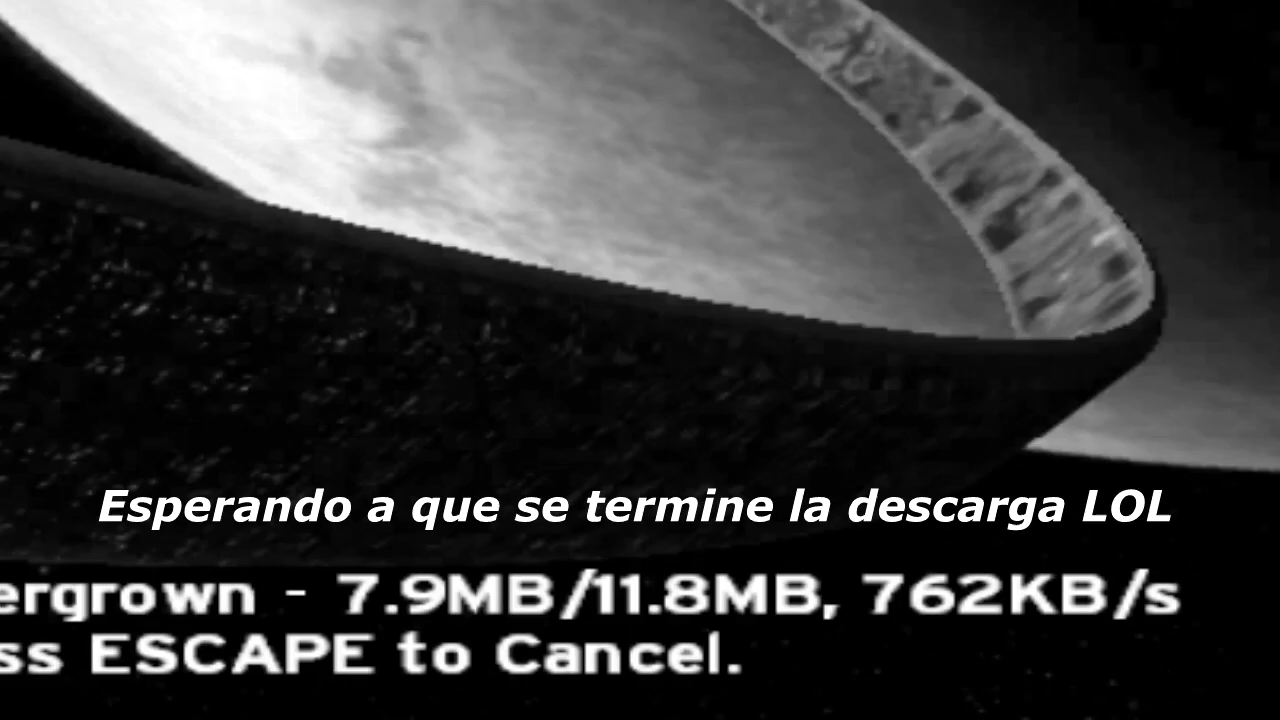 Esperando a que se termine la descarga LOL
ergrown - 7.9MB/11.8MB, 762KB/s
ss ESCAPE to Cancel.